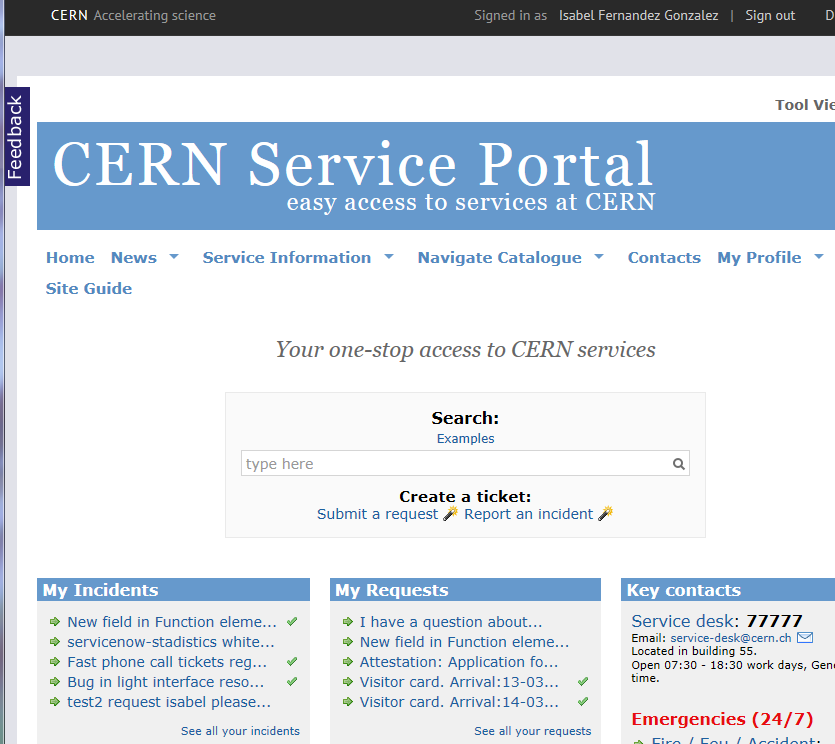 CERN Accelerating science
Signed in as Isabel Fernandez Gonzalez | Sign out
Feedback
CERN Service Portal
easy access to services at CERN
Home News Service Information Navigate Catalogue Contacts My Profile
Site Guide
Your one-stop access to CERN services
Search:
Examples
type here
Create a ticket:
Submit a request Report an incident
My Incidents
New field in Function eleme...
servicenow-stadistics white...
Fast phone call tickets reg...
Bug in light interface reso...
test2 request isabel please...
See all your incidents
My Requests
I have a question about...
New field in Function eleme...
Attestation: Application fo...
Visitor card. Arrival:13-03...
Visitor card. Arrival:14-03...
See all your requests
Key contacts
Service desk: 77777
Email: service-desk@cern.ch
Located in building 55.
Open 07:30 - 18:30 work days,
time.
Emergencies (24/7)
Fire / Feu / Accident: